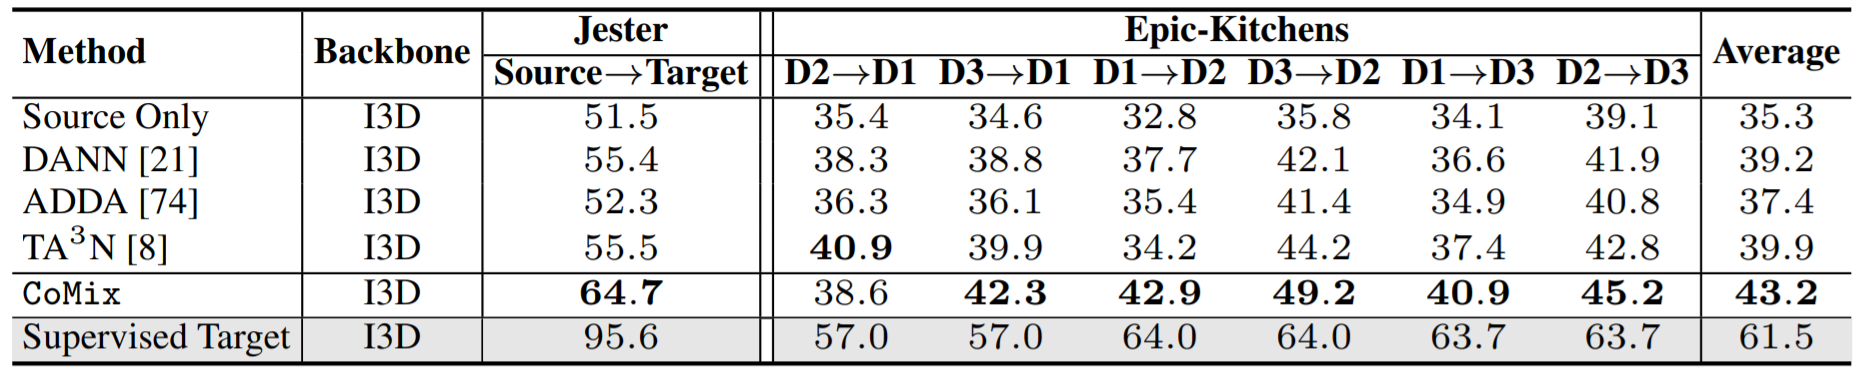 Method Backbone Jester Epic-Kitchens Average
Source→Target D2→D1 D3→D1 D1→D2 D3→D2 D1→D3 D2→D3
Source Only I3D 51.5 35.4 34.6 32.8 35.8 34.1 39.1 35.3
DANN [21] I3D 55.4 38.3 38.8 37.7 42.1 36.6 41.9 39.2
ADDA [74] I3D 52.3 36.3 36.1 35.4 41.4 34.9 40.8 37.4
TA³N [8] I3D 55.5 40.9 39.9 34.2 44.2 37.4 42.8 39.9
CoMix I3D 64.7 38.6 42.3 42.9 49.2 40.9 45.2 43.2
Supervised Target I3D 95.6 57.0 57.0 64.0 64.0 63.7 63.7 61.5